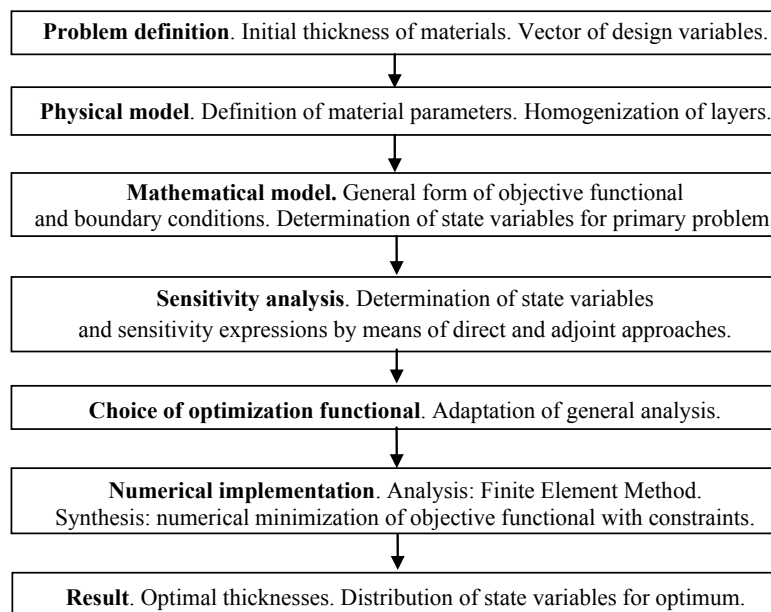 Problem definition. Initial thickness of materials. Vector of design variables.
Physical model. Definition of material parameters. Homogenization of layers.
Mathematical model. General form of objective functional
and boundary conditions. Determination of state variables for primary problem
Sensitivity analysis. Determination of state variables
and sensitivity expressions by means of direct and adjoint approaches.
Choice of optimization functional. Adaptation of general analysis.
Numerical implementation. Analysis: Finite Element Method.
Synthesis: numerical minimization of objective functional with constraints.
Result. Optimal thicknesses. Distribution of state variables for optimum.